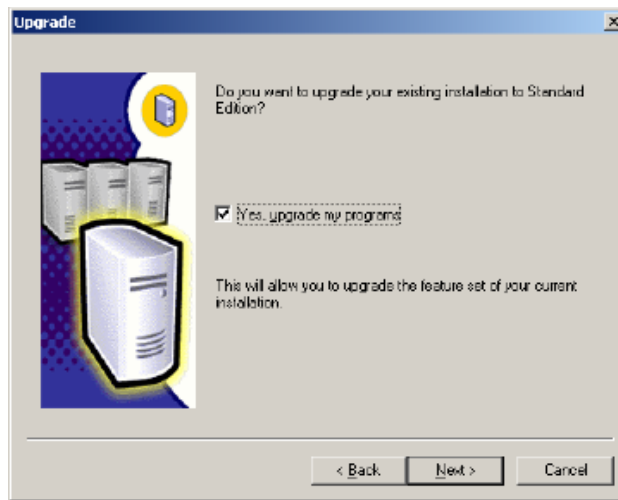 Upgrade
Do you want to upgrade your existing installation to Standard
Edition?
Yes, upgrade my programs
This will allow you to upgrade the feature set of your current
installation.
< Back
Next >
Cancel